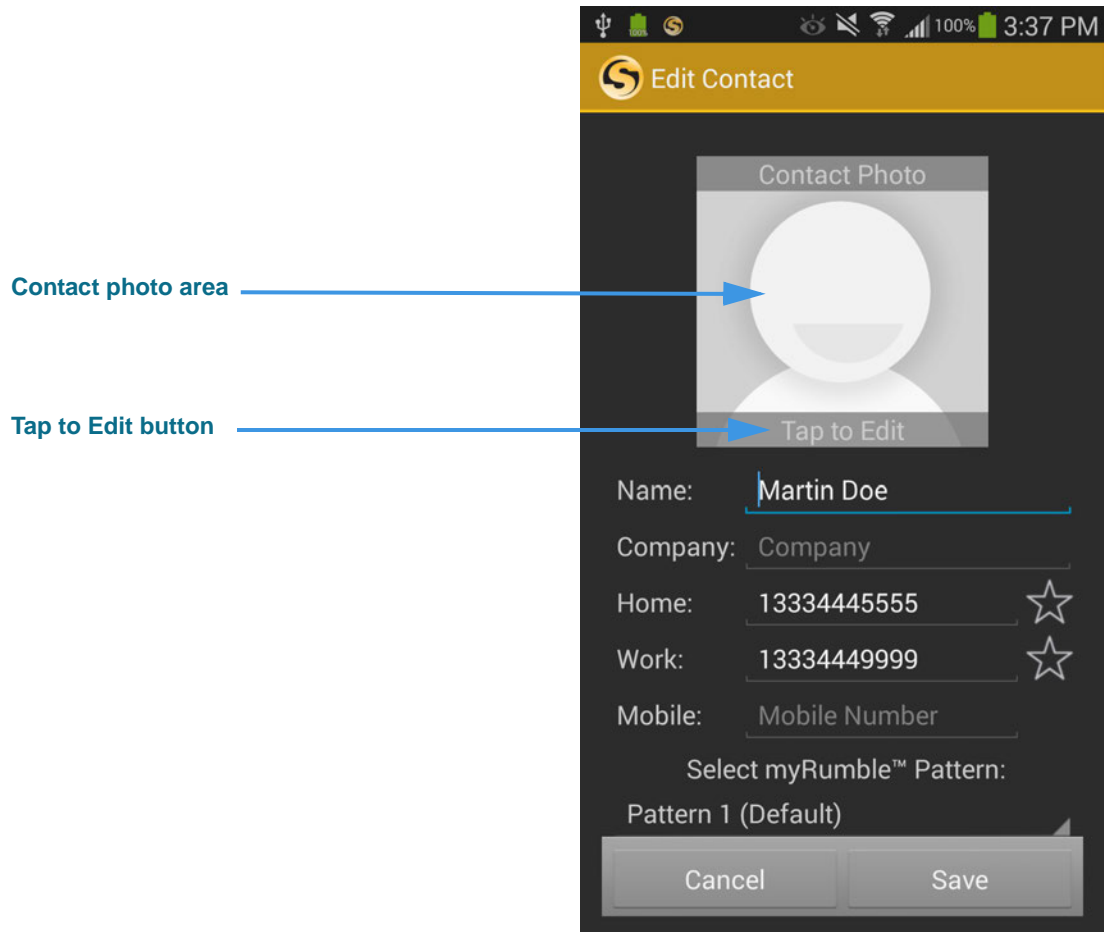 100% 3:37 PM
Edit Contact
Contact Photo
Contact photo area
Tap to Edit button
Tap to Edit
Name: Martin Doe
Company: Company
Home: 13334445555
Work: 13334449999
Mobile: Mobile Number
Select myRumble™ Pattern:
Pattern 1 (Default)
Cancel Save